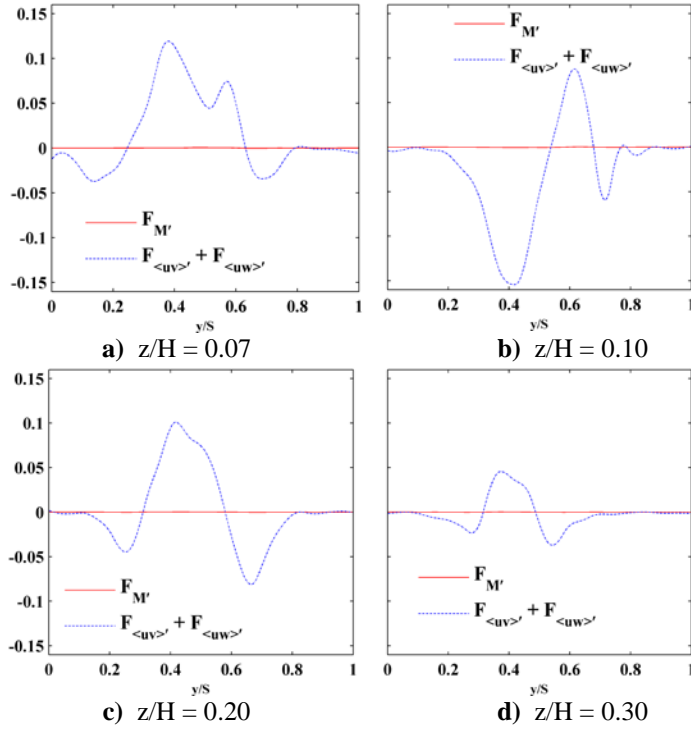 0.15
0.10
0.05
0
-0.05
-0.1
-0.15
F_M′
F_<uv>′ + F_<uw>′
0 0.2 0.4 0.6 0.8 1
y/S
a) z/H = 0.07
F_M′
F_<uv>′ + F_<uw>′
0 0.2 0.4 0.6 0.8 1
y/S
b) z/H = 0.10
0.15
0.1
0.05
0
-0.05
-0.1
-0.15
F_M′
F_<uv>′ + F_<uw>′
0 0.2 0.4 0.6 0.8 1
y/S
c) z/H = 0.20
F_M′
F_<uv>′ + F_<uw>′
0 0.2 0.4 0.6 0.8 1
y/S
d) z/H = 0.30